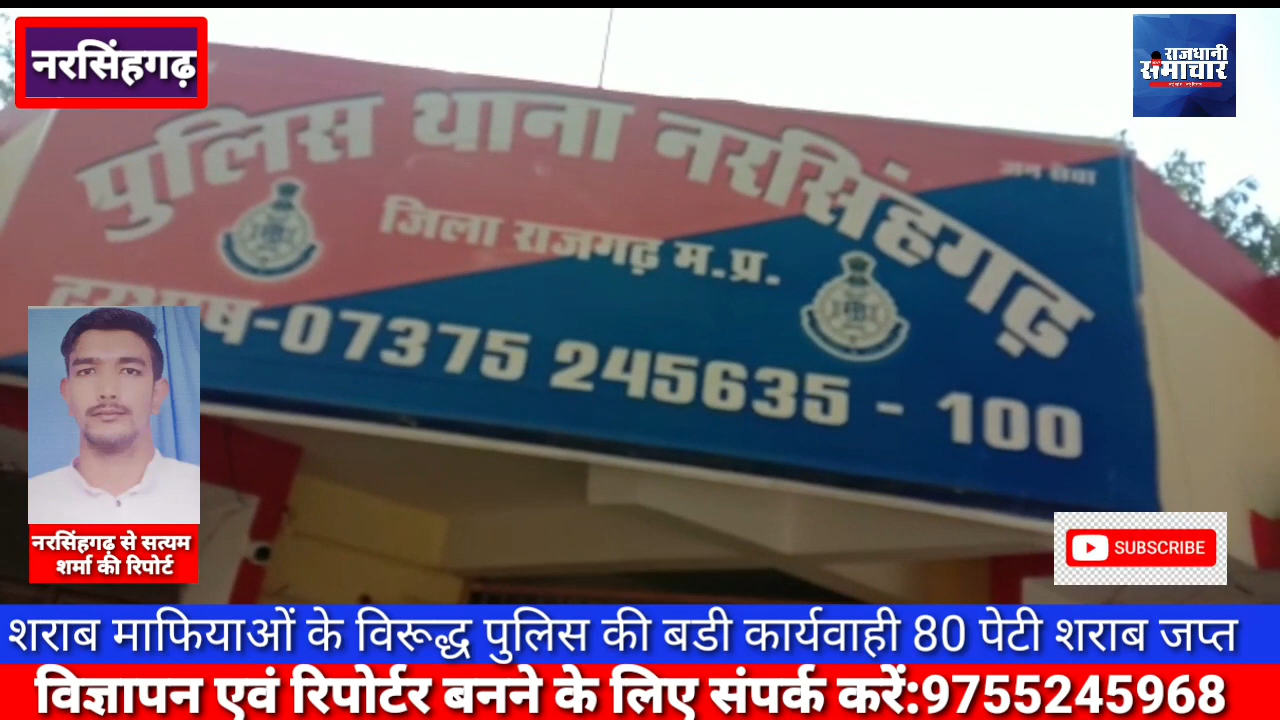 नरसिंहगढ़
राजधानी
समाचार
पुलिस थाना नरसिंहगढ़
जन सेवा
जिला राजगढ़ म.प्र.
दूरभाष-07375 245635 - 100
नरसिंहगढ़ से सत्यम
शर्मा की रिपोर्ट
SUBSCRIBE
शराब माफियाओं के विरूद्ध पुलिस की बडी कार्यवाही 80 पेटी शराब जप्त
विज्ञापन एवं रिपोर्टर बनने के लिए संपर्क करें:9755245968